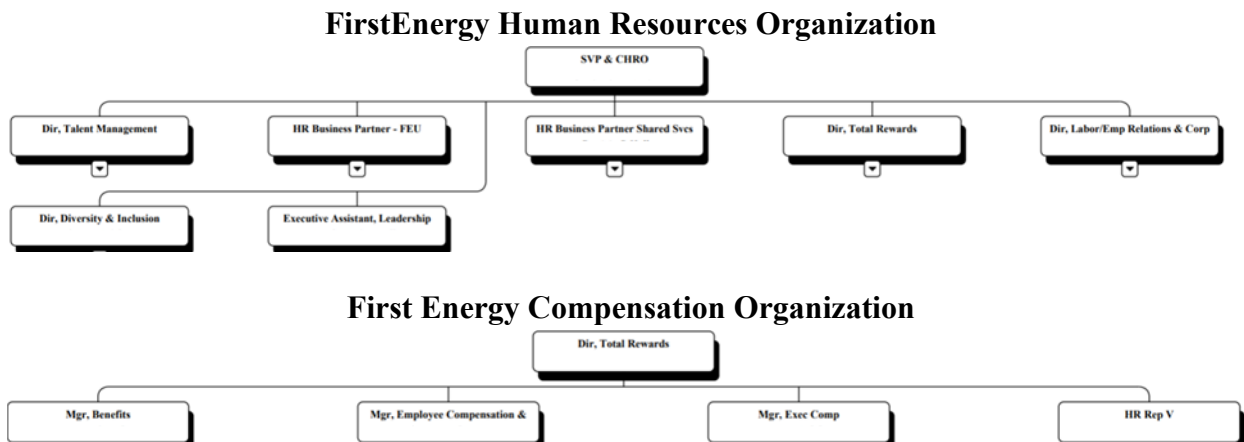 FirstEnergy Human Resources Organization
SVP & CHRO
Dir, Talent Management
HR Business Partner - FEU
HR Business Partner Shared Svcs
Dir, Total Rewards
Dir, Labor/Emp Relations & Corp
Dir, Diversity & Inclusion
Executive Assistant, Leadership
First Energy Compensation Organization
Dir, Total Rewards
Mgr, Benefits
Mgr, Employee Compensation &
Mgr, Exec Comp
HR Rep V